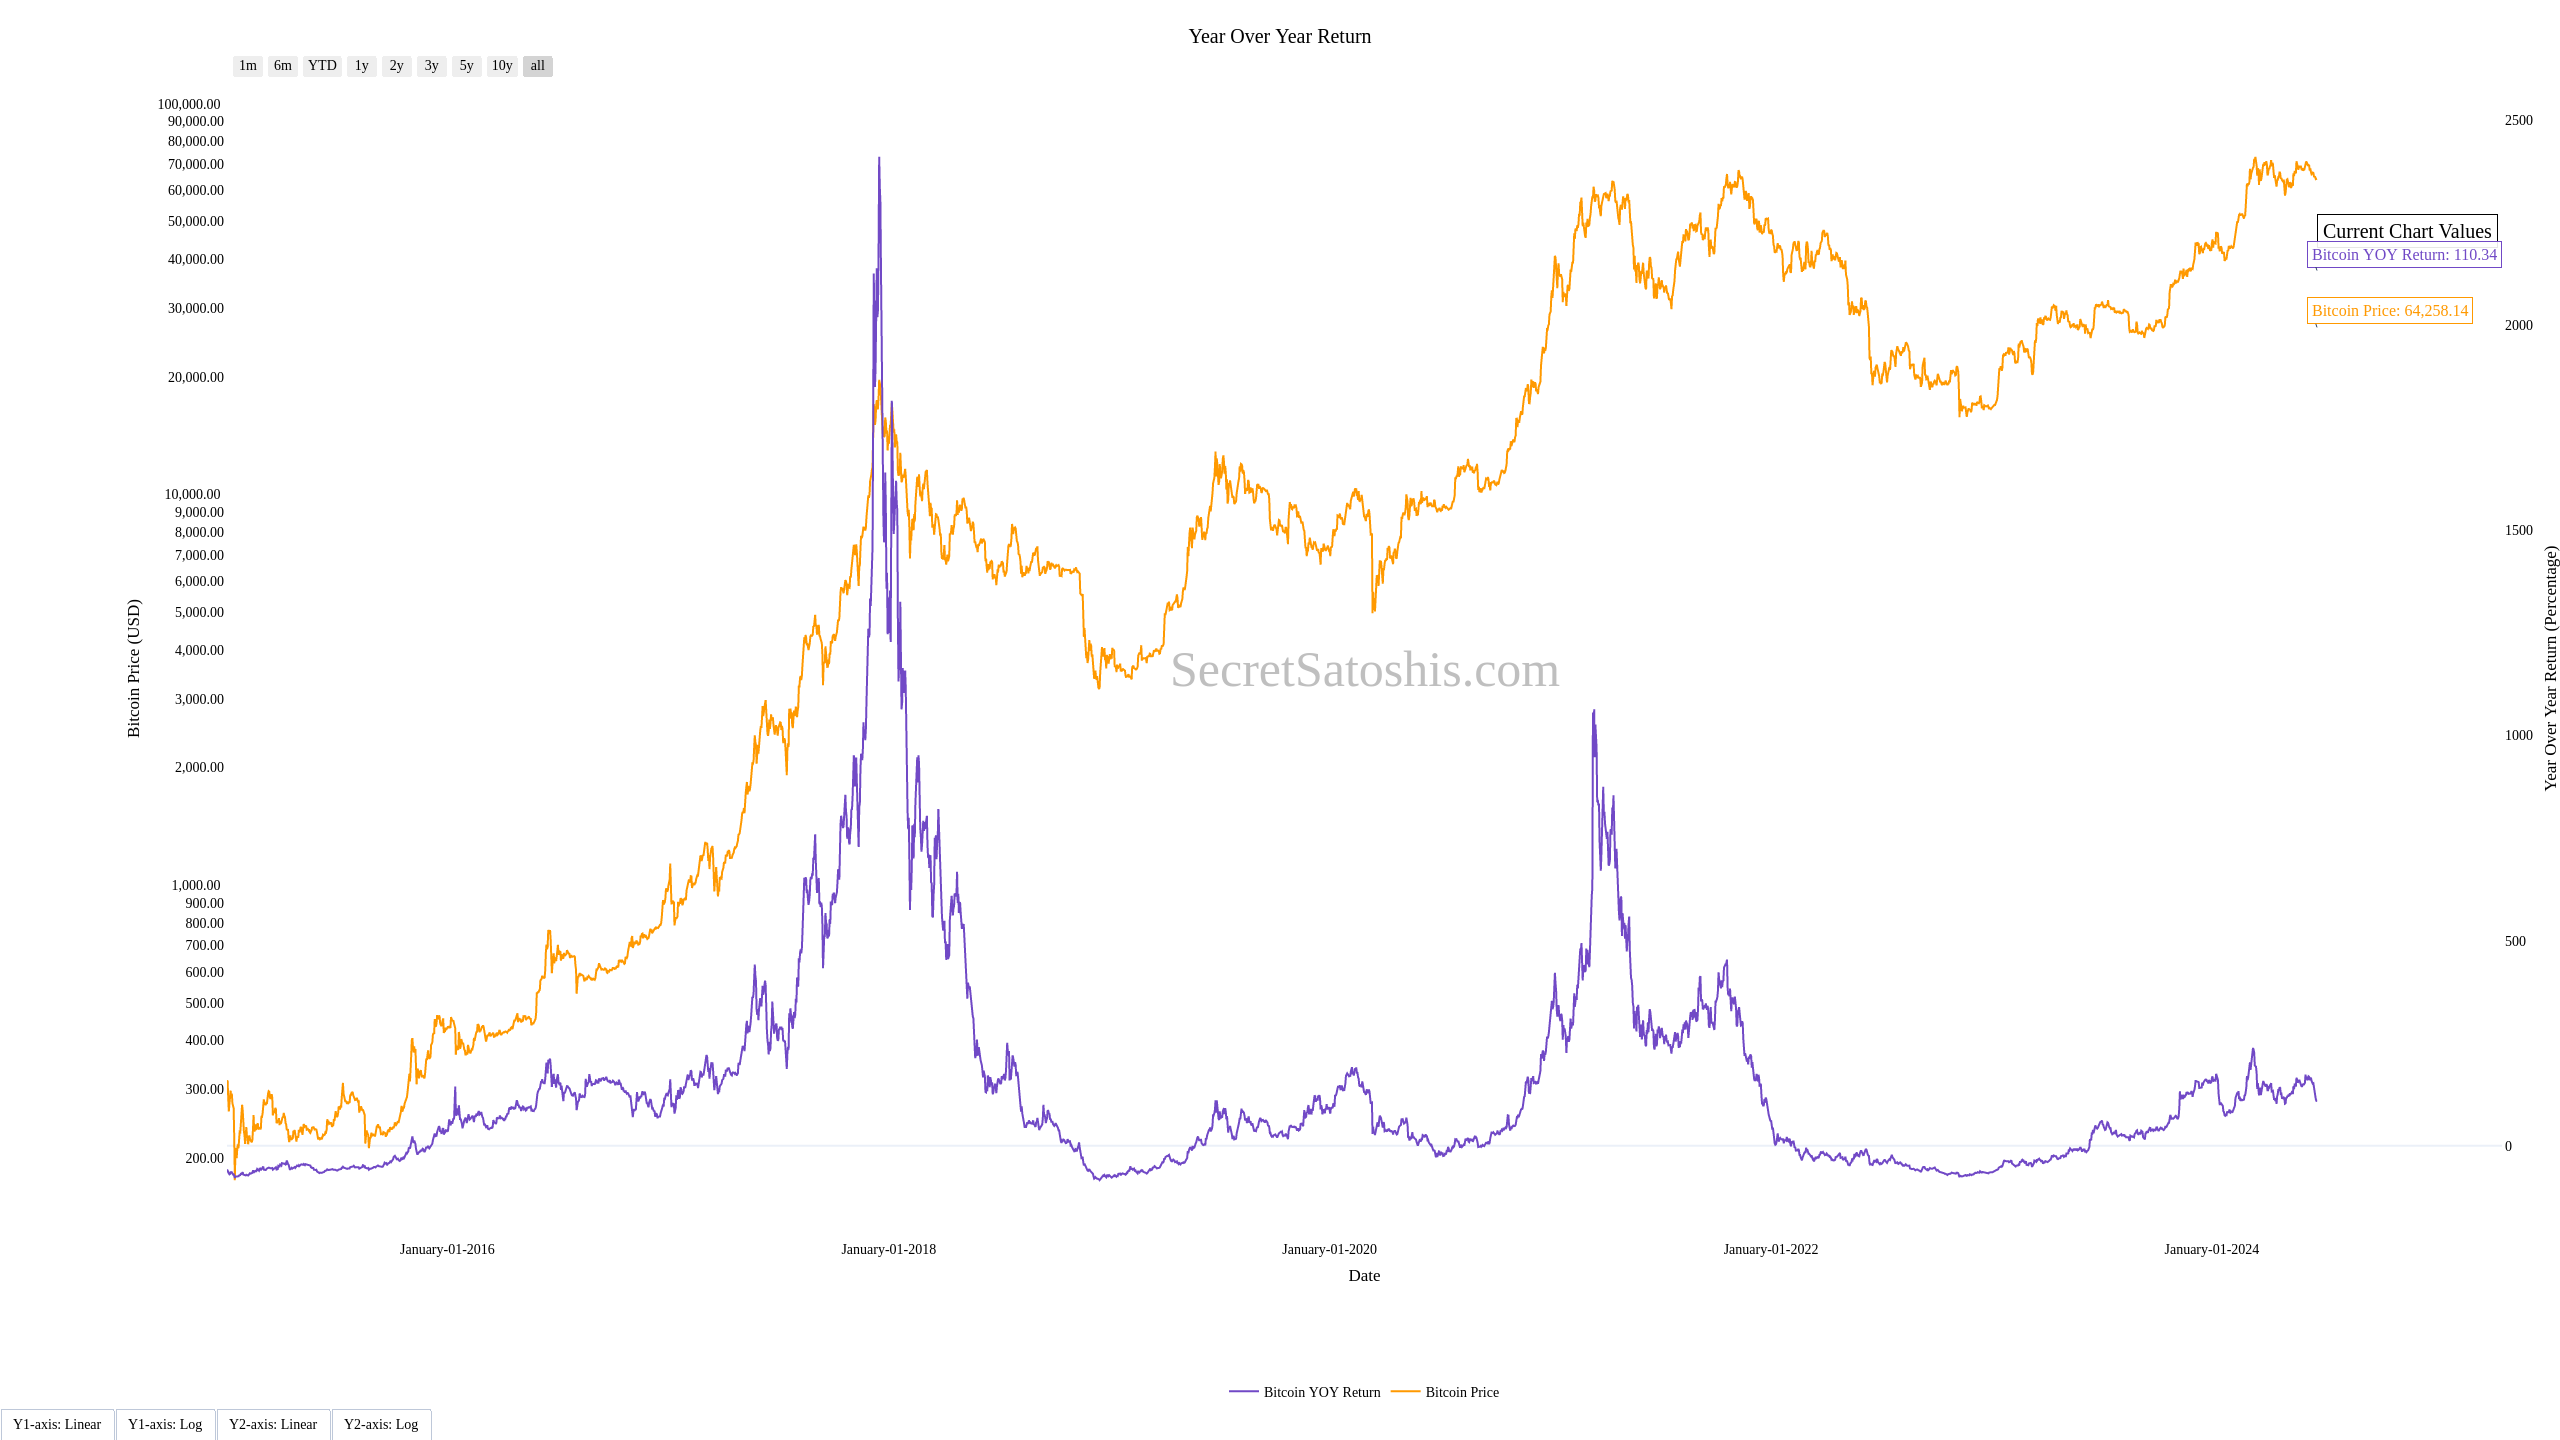 Year Over Year Return
1m 6m YTD 1y 2y 3y 5y 10y all
100,000.00
90,000.00
80,000.00
70,000.00
60,000.00
50,000.00
40,000.00
30,000.00
20,000.00
10,000.00
9,000.00
8,000.00
7,000.00
6,000.00
5,000.00
4,000.00
3,000.00
2,000.00
1,000.00
900.00
800.00
700.00
600.00
500.00
400.00
300.00
200.00
Bitcoin Price (USD)
SecretSatoshis.com
Current Chart Values
Bitcoin YOY Return: 110.34
Bitcoin Price: 64,258.14
2500
2000
1500
1000
500
0
Year Over Year Return (Percentage)
January-01-2016 January-01-2018 January-01-2020 January-01-2022 January-01-2024
Date
Bitcoin YOY Return Bitcoin Price
Y1-axis: Linear Y1-axis: Log Y2-axis: Linear Y2-axis: Log